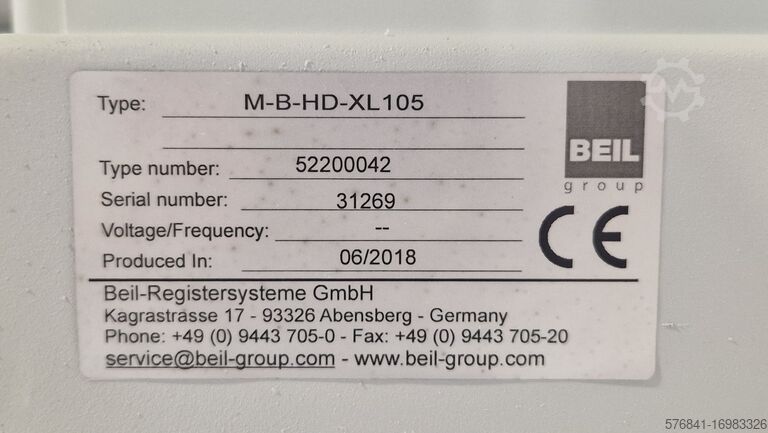 Type: M-B-HD-XL105
BEIL
group
Type number: 52200042
Serial number: 31269
Voltage/Frequency: --
Produced In: 06/2018
CE
Beil-Registersysteme GmbH
Kagrastrasse 17 - 93326 Abensberg - Germany
Phone: +49 (0) 9443 705-0 - Fax: +49 (0) 9443 705-20
service@beil-group.com - www.beil-group.com
576841-16983326